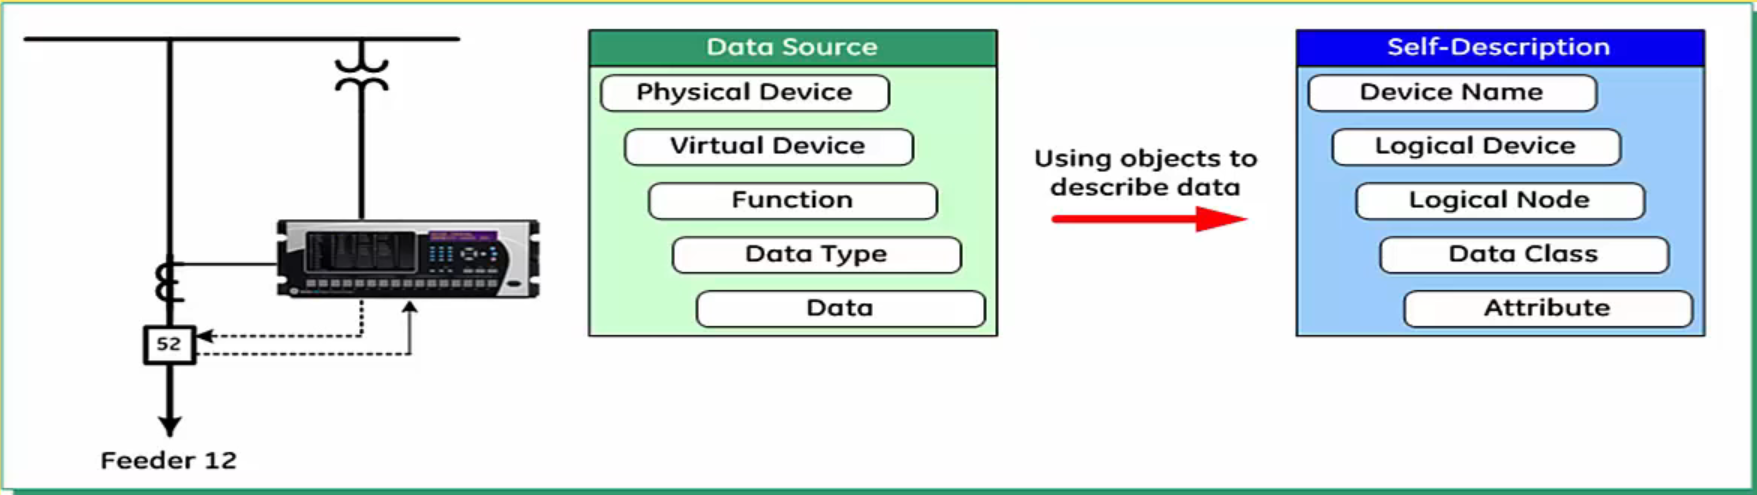 52
Feeder 12
Data Source
Physical Device
Virtual Device
Function
Data Type
Data
Using objects to
describe data
Self-Description
Device Name
Logical Device
Logical Node
Data Class
Attribute